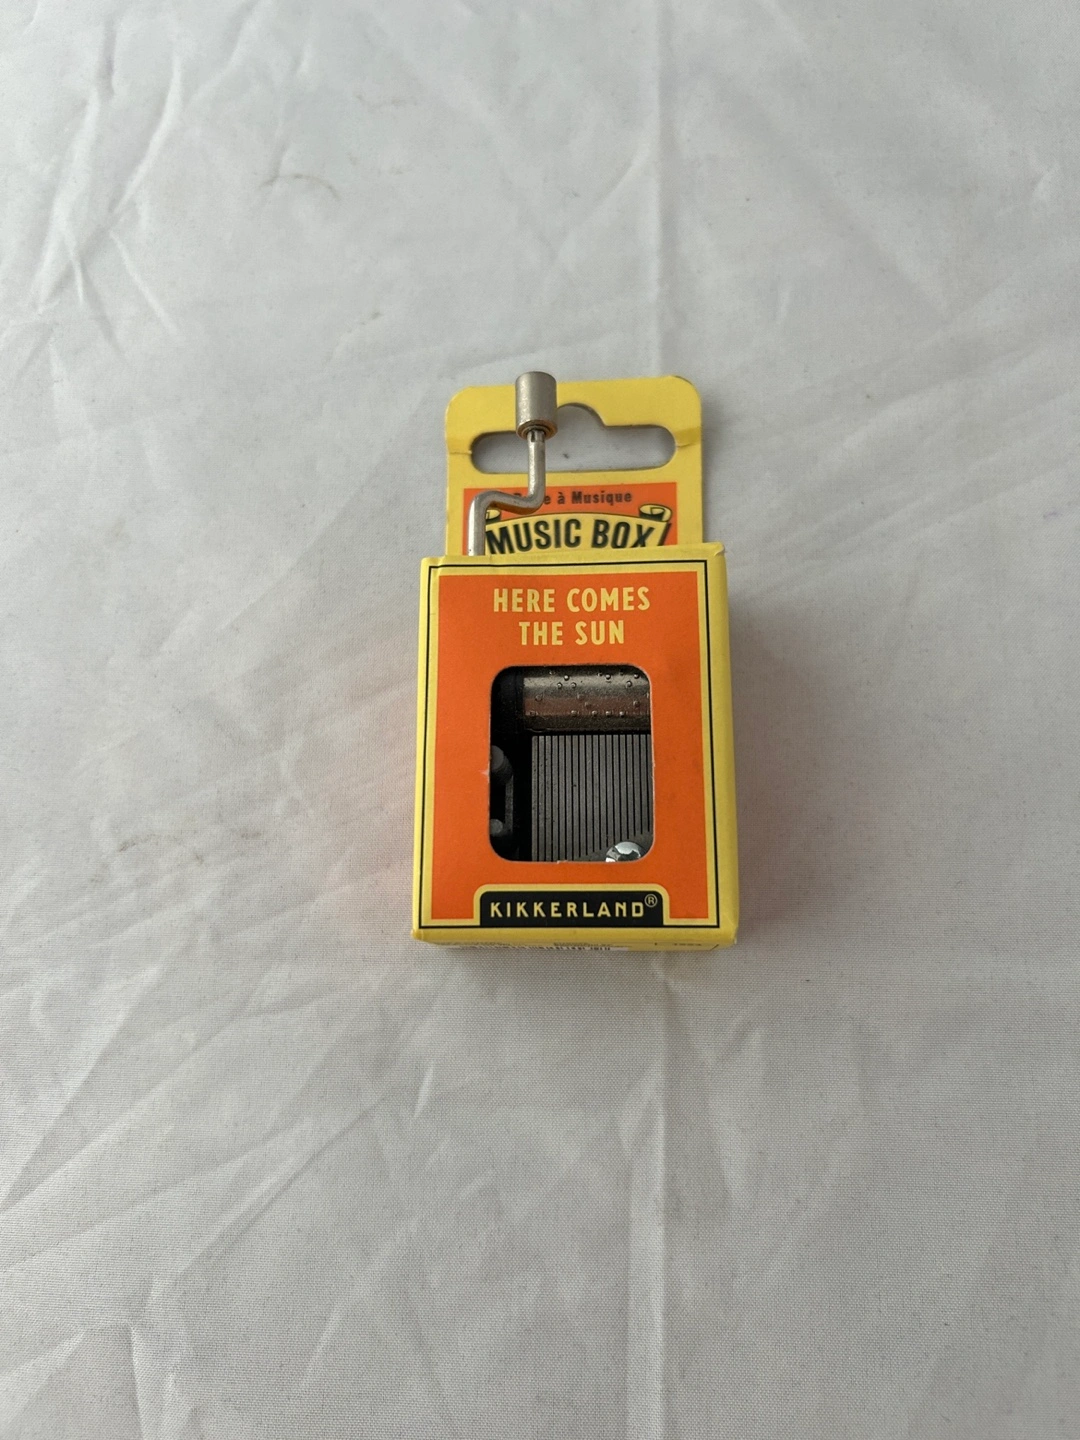 à Musique
MUSIC BOX
HERE COMES
THE SUN
KIKKERLAND®